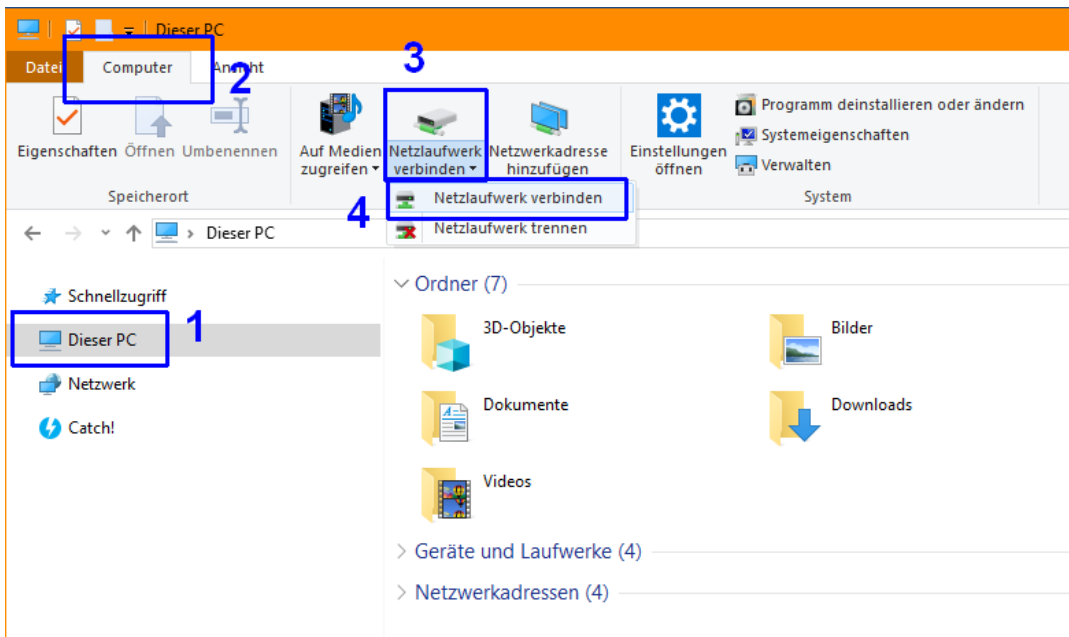 Dieser PC
3
Datei Computer Ansicht
2
Eigenschaften Öffnen Umbenennen
Auf Medien zugreifen
Netzlaufwerk verbinden
Netzwerkadresse hinzufügen
Einstellungen öffnen
Programm deinstallieren oder ändern
Systemeigenschaften
Verwalten
Speicherort
System
4
Netzlaufwerk verbinden
Netzlaufwerk trennen
Dieser PC
Schnellzugriff
1
Dieser PC
Netzwerk
Catch!
Ordner (7)
3D-Objekte
Bilder
Dokumente
Downloads
Videos
Geräte und Laufwerke (4)
Netzwerkadressen (4)